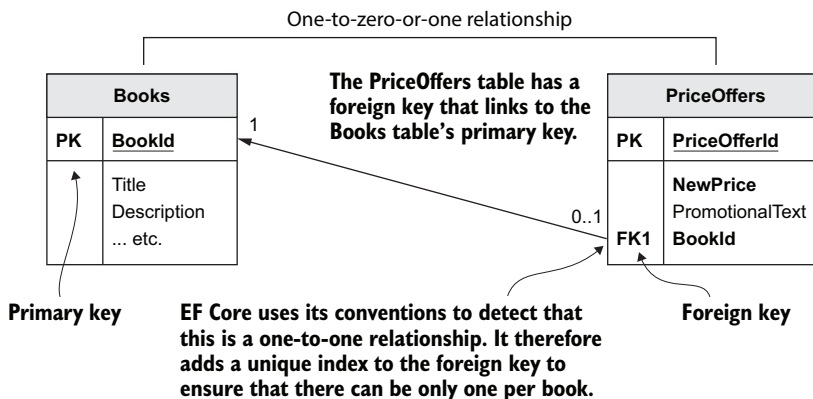 One-to-zero-or-one relationship
Books
PK BookId
Title
Description
... etc.
The PriceOffers table has a
foreign key that links to the
Books table’s primary key.
1
0..1
PriceOffers
PK PriceOfferId
NewPrice
PromotionalText
FK1 BookId
Primary key
EF Core uses its conventions to detect that
this is a one-to-one relationship. It therefore
adds a unique index to the foreign key to
ensure that there can be only one per book.
Foreign key